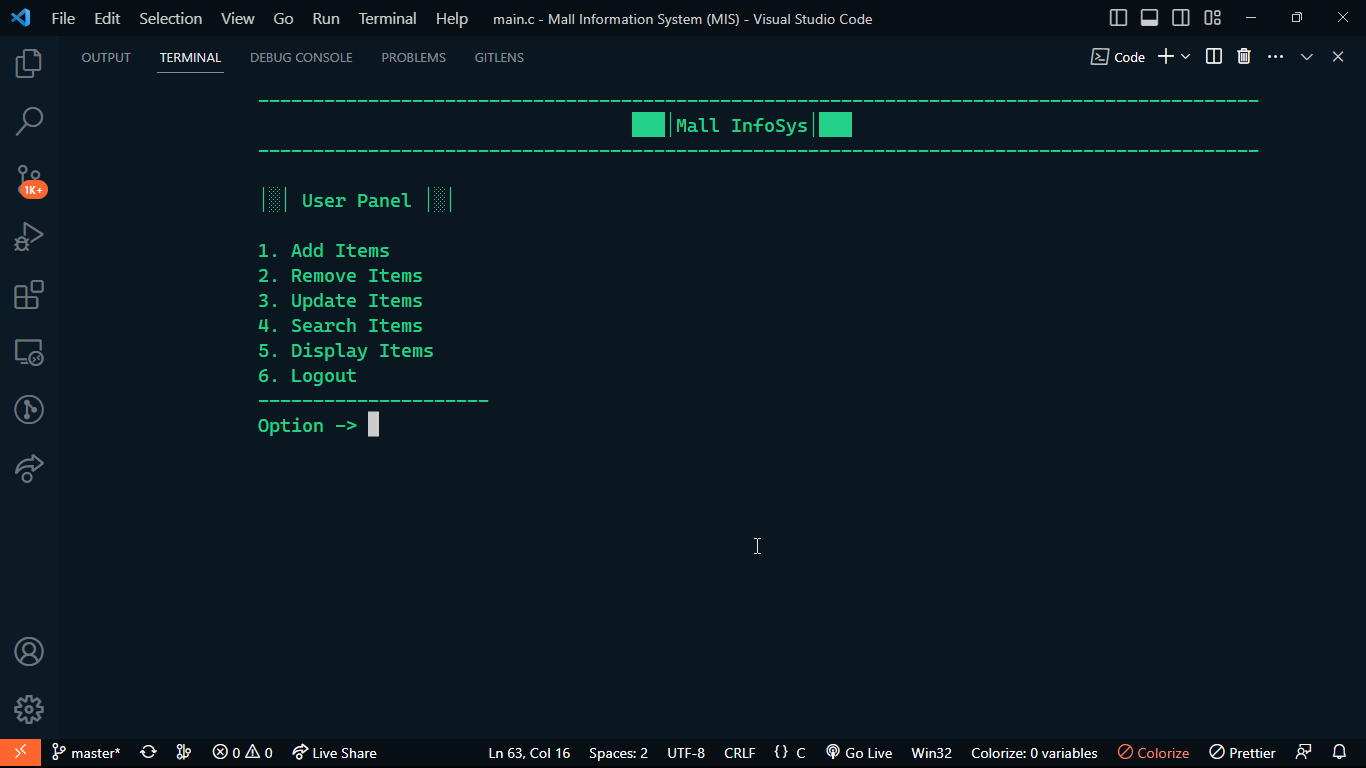 File Edit Selection View Go Run Terminal Help main.c - Mall Information System (MIS) - Visual Studio Code
OUTPUT TERMINAL DEBUG CONSOLE PROBLEMS GITLENS Code
Mall InfoSys
User Panel
1. Add Items
2. Remove Items
3. Update Items
4. Search Items
5. Display Items
6. Logout
Option ->
1K+
master* 0 0 Live Share Ln 63, Col 16 Spaces: 2 UTF-8 CRLF {} C Go Live Win32 Colorize: 0 variables Colorize Prettier